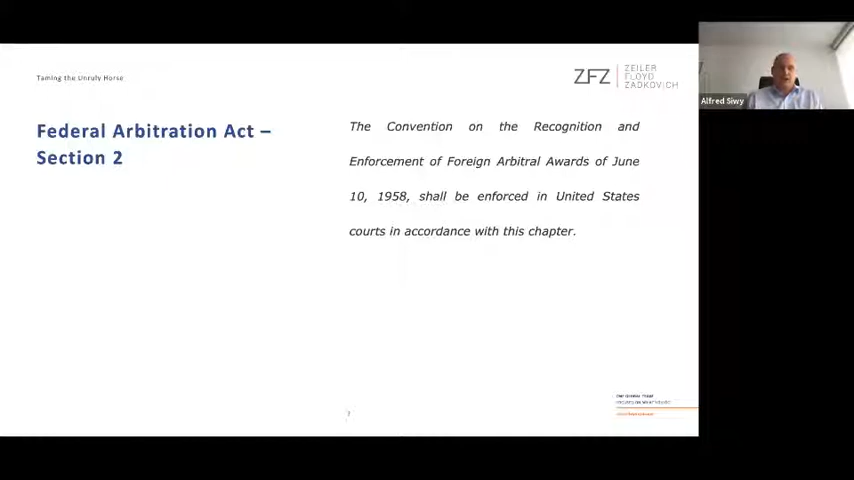 Taming the Unruly Horse
ZFZ
ZEILER
FLOYD
ZADKOVICH
Federal Arbitration Act –
Section 2
The Convention on the Recognition and
Enforcement of Foreign Arbitral Awards of June
10, 1958, shall be enforced in United States
courts in accordance with this chapter.
Alfred Siwy